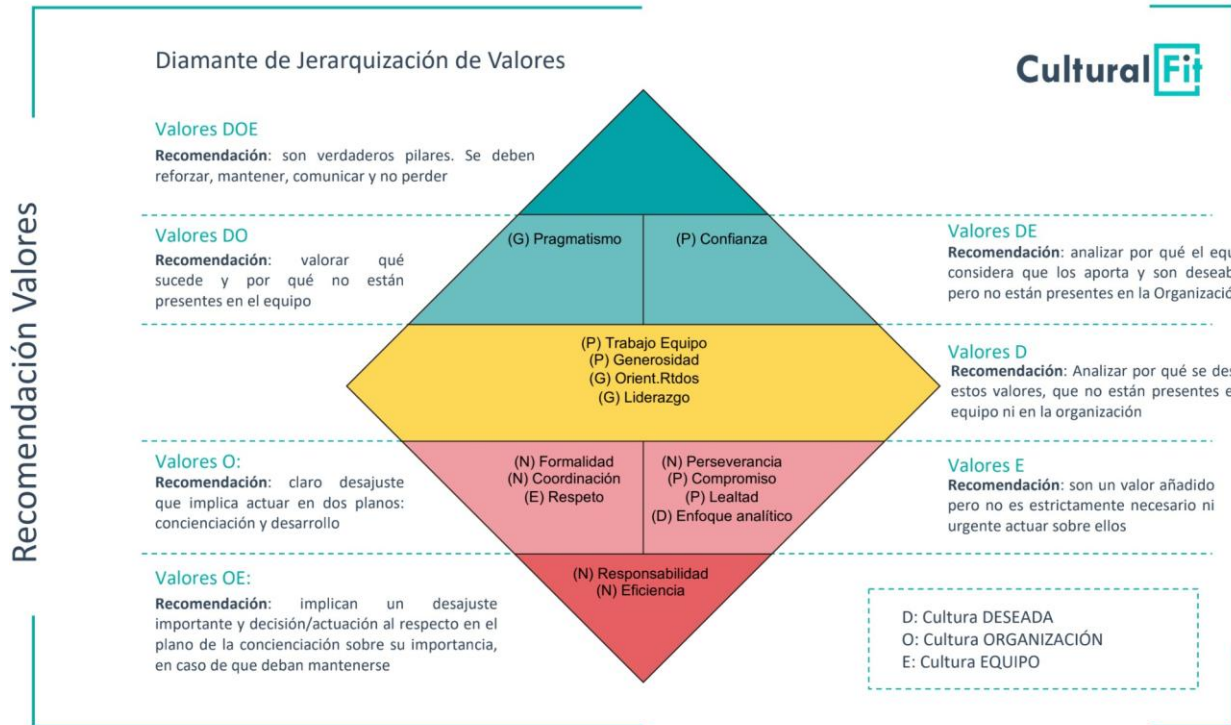 Diamante de Jerarquización de Valores
Cultural Fit
Recomendación Valores
Valores DOE
Recomendación: son verdaderos pilares. Se deben
reforzar, mantener, comunicar y no perder
Valores DO
Recomendación: valorar qué
sucede y por qué no están
presentes en el equipo
(G) Pragmatismo
(P) Confianza
Valores DE
Recomendación: analizar por qué el equ
considera que los aporta y son deseab
pero no están presentes en la Organizació
(P) Trabajo Equipo
(P) Generosidad
(G) Orient.Rtdos
(G) Liderazgo
Valores D
Recomendación: Analizar por qué se des
estos valores, que no están presentes e
equipo ni en la organización
Valores O:
Recomendación: claro desajuste
que implica actuar en dos planos:
concienciación y desarrollo
(N) Formalidad
(N) Coordinación
(E) Respeto
(N) Perseverancia
(P) Compromiso
(P) Lealtad
(D) Enfoque analítico
Valores E
Recomendación: son un valor añadido
pero no es estrictamente necesario ni
urgente actuar sobre ellos
Valores OE:
Recomendación: implican un desajuste
importante y decisión/actuación al respecto en el
plano de la concienciación sobre su importancia,
en caso de que deban mantenerse
(N) Responsabilidad
(N) Eficiencia
D: Cultura DESEADA
O: Cultura ORGANIZACIÓN
E: Cultura EQUIPO